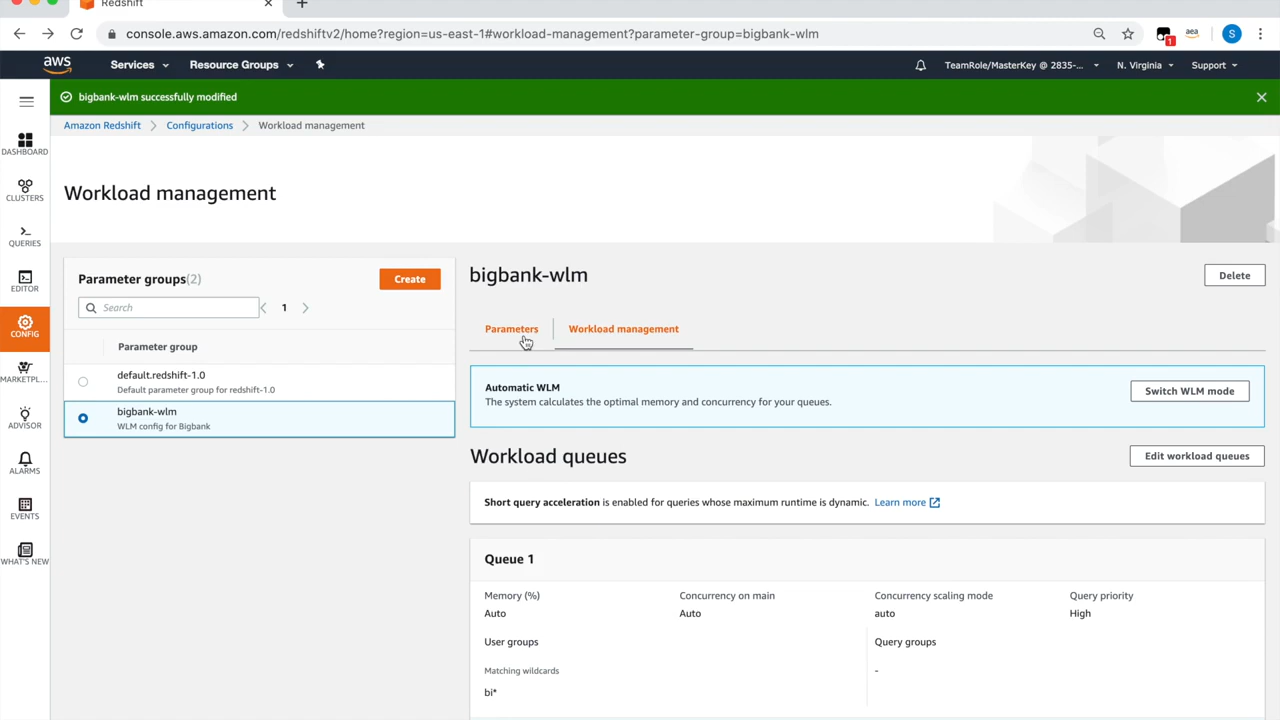 Redshift
console.aws.amazon.com/redshiftv2/home?region=us-east-1#workload-management?parameter-group=bigbank-wlm
1
aea
S
aws
Services
Resource Groups
TeamRole/MasterKey @ 2835-...
N. Virginia
Support
bigbank-wlm successfully modified
Amazon Redshift
Configurations
Workload management
DASHBOARD
CLUSTERS
QUERIES
EDITOR
CONFIG
MARKETPL...
ADVISOR
ALARMS
EVENTS
WHAT'S NEW
Workload management
Parameter groups(2)
Create
Search
1
Parameter group
default.redshift-1.0
Default parameter group for redshift-1.0
bigbank-wlm
WLM config for Bigbank
bigbank-wlm
Delete
Parameters
Workload management
Automatic WLM
The system calculates the optimal memory and concurrency for your queues.
Switch WLM mode
Workload queues
Edit workload queues
Short query acceleration is enabled for queries whose maximum runtime is dynamic. Learn more
Queue 1
Memory (%)
Concurrency on main
Concurrency scaling mode
Query priority
Auto
Auto
auto
High
User groups
Query groups
Matching wildcards
-
bi*